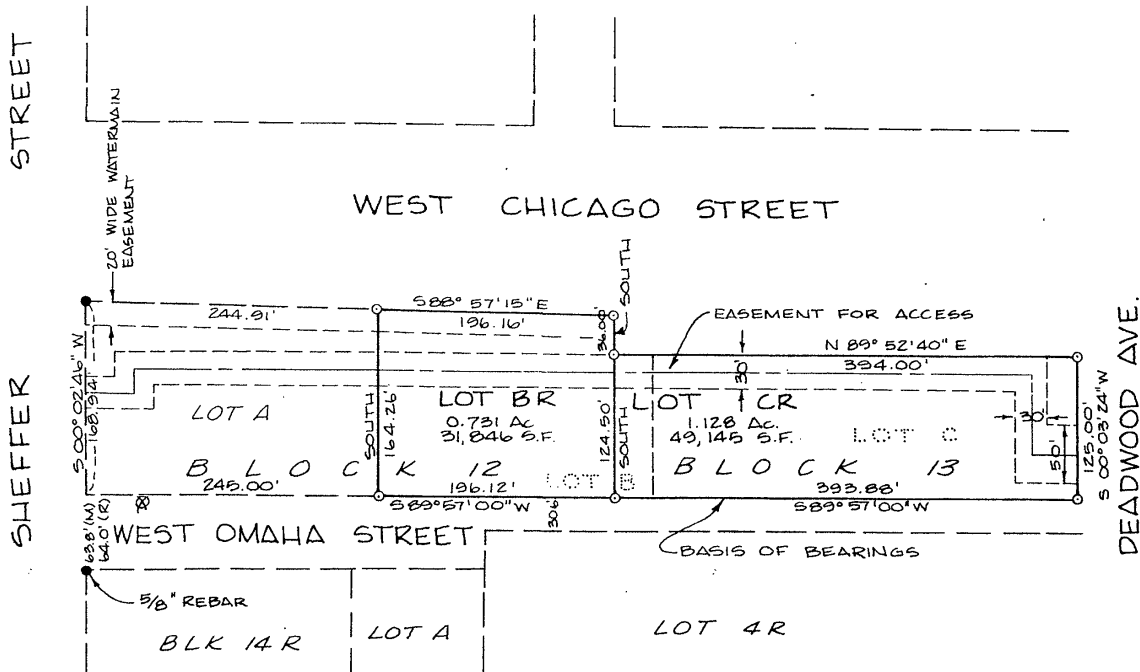 STREET
SHEFFER
20' WIDE WATERMAIN
EASEMENT
WEST CHICAGO STREET
DEADWOOD AVE.
244.91'
S88° 57'15"E
196.16'
36.00'
SOUTH
EASEMENT FOR ACCESS
N 89° 52'40" E
394.00'
30'
S 00° 02'46" W
168.94'
LOT A
SOUTH
164.26'
LOT BR
0.731 Ac
31,846 S.F.
124.50'
SOUTH
LOT CR
1.128 Ac.
49,145 S.F.
LOT C
30'
50'
125.00'
S 00° 03'24" W
BLOCK 12
LOT B
BLOCK 13
245.00'
196.12'
S89°57'00"W
393.88'
S89°57'00"W
63.8' (M)
64.0' (R)
WEST OMAHA STREET
BASIS OF BEARINGS
5/8" REBAR
BLK 14 R
LOT A
LOT 4R